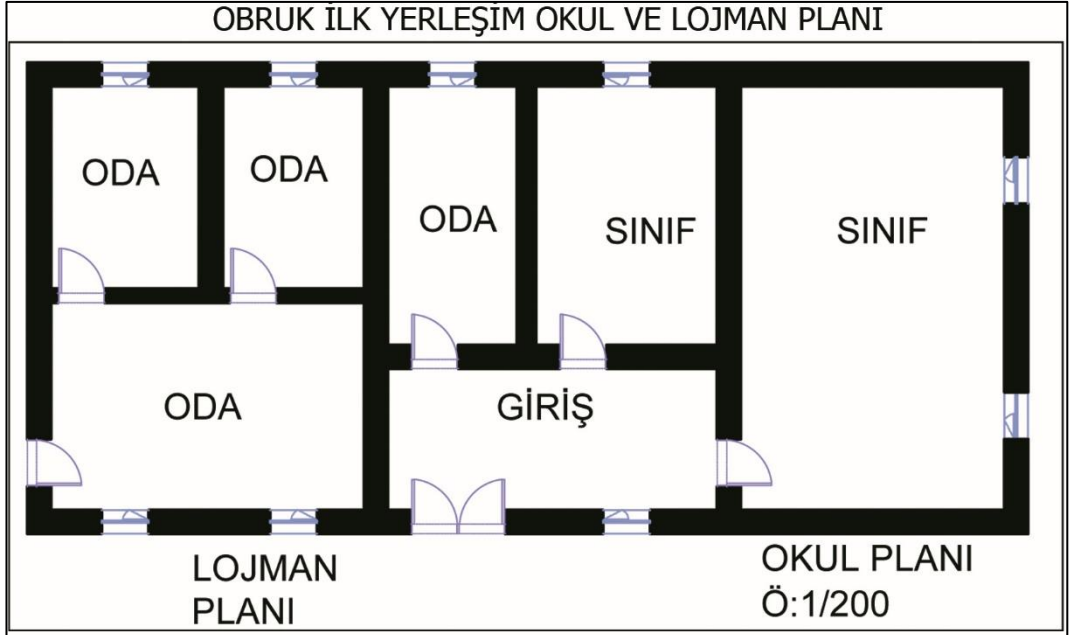 OBRUK İLK YERLEŞİM OKUL VE LOJMAN PLANI
ODA
ODA
ODA
SINIF
SINIF
ODA
GİRİŞ
LOJMAN
PLANI
OKUL PLANI
Ö:1/200